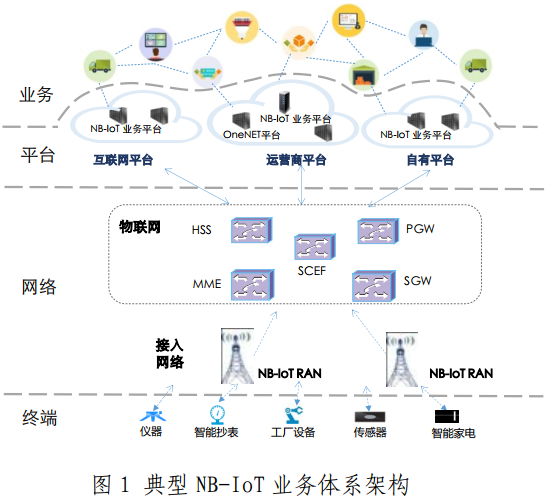 业务
NB-IoT 业务平台
NB-IoT 业务平台
OneNET平台
NB-IoT 业务平台
平台
互联网平台
运营商平台
自有平台
物联网
HSS
PGW
SCEF
网络
MME
SGW
接入
网络
NB-IoT RAN
NB-IoT RAN
终端
仪器
智能抄表
工厂设备
传感器
智能家电
图 1 典型 NB-IoT 业务体系架构